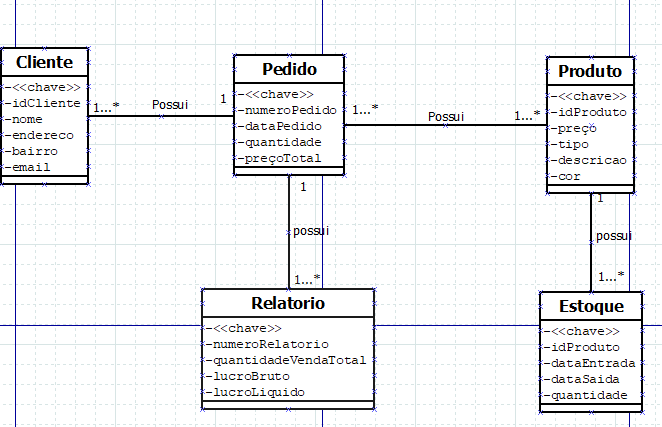 Cliente
-<<chave>>
-idCliente
-nome
-endereco
-bairro
-email
1...*
Possui
1
Pedido
-<<chave>>
-numeroPedido
-dataPedido
-quantidade
-preçoTotal
1...*
Possui
1...*
Produto
-<<chave>>
-idProduto
-preço
-tipo
-descricao
-cor
1
possui
1...*
Relatorio
-<<chave>>
-numeroRelatorio
-quantidadeVendaTotal
-lucroBruto
-lucroLiquido
1
possui
1...*
Estoque
-<<chave>>
-idProduto
-dataEntrada
-dataSaida
-quantidade